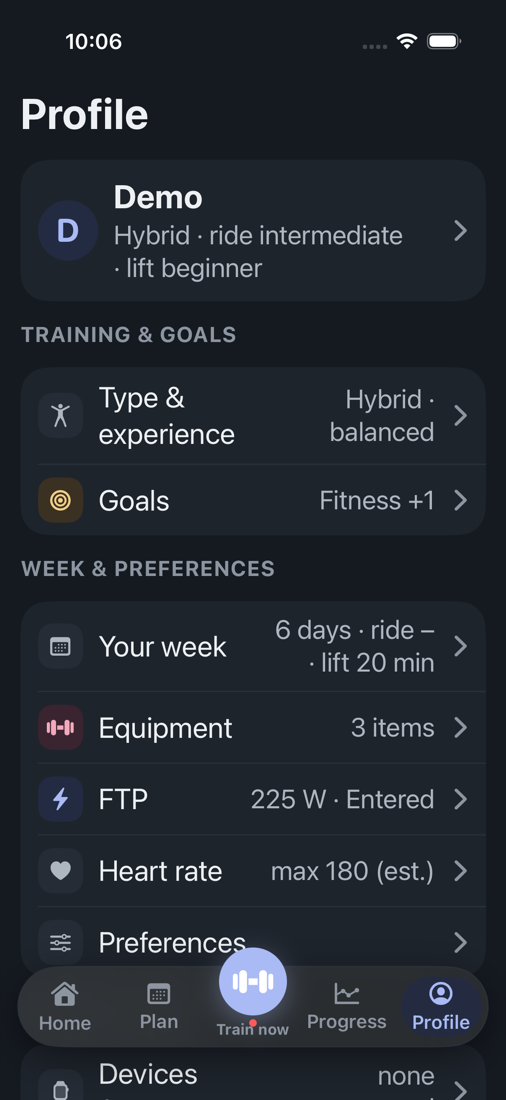 10:06
Profile
D
Demo
Hybrid · ride intermediate
· lift beginner
TRAINING & GOALS
Type &
experience
Hybrid ·
balanced
Goals
Fitness +1
WEEK & PREFERENCES
Your week
6 days · ride –
· lift 20 min
Equipment
3 items
FTP
225 W · Entered
Heart rate
max 180 (est.)
Preferences
Home
Plan
Train now
Progress
Profile
Devices
none